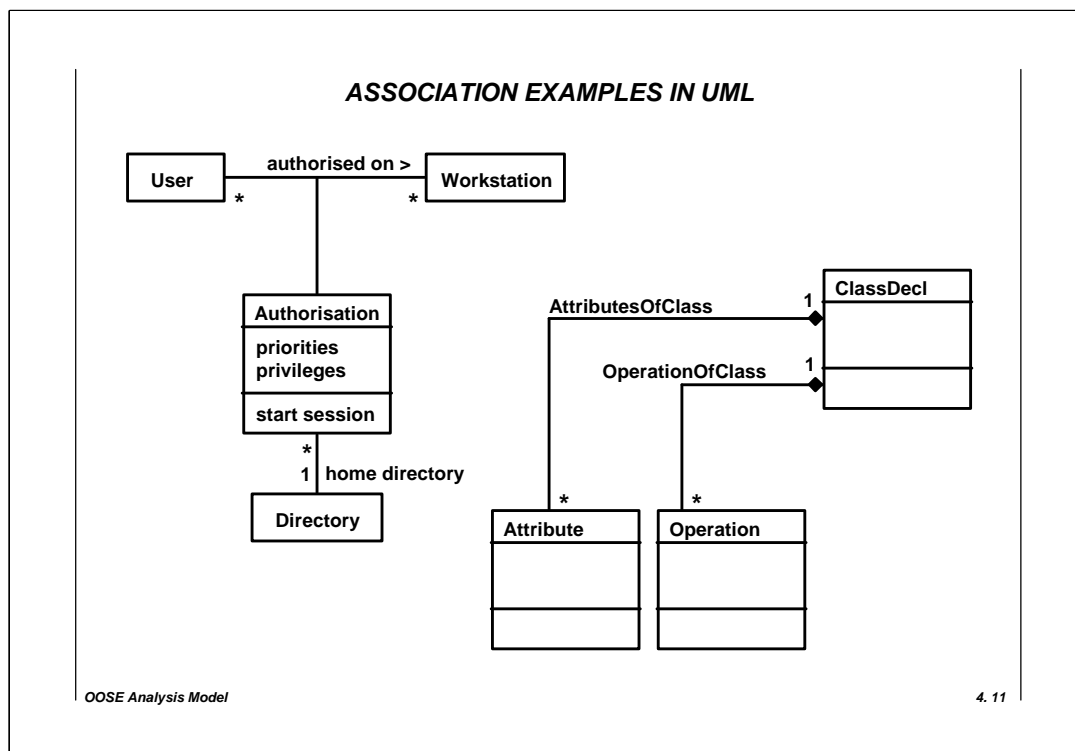 ASSOCIATION EXAMPLES IN UML
User
authorised on >
Workstation
*
*
Authorisation
priorities
privileges
start session
*
1 home directory
Directory
ClassDecl
1
AttributesOfClass
1
OperationOfClass
*
*
Attribute
Operation
OOSE Analysis Model
4. 11